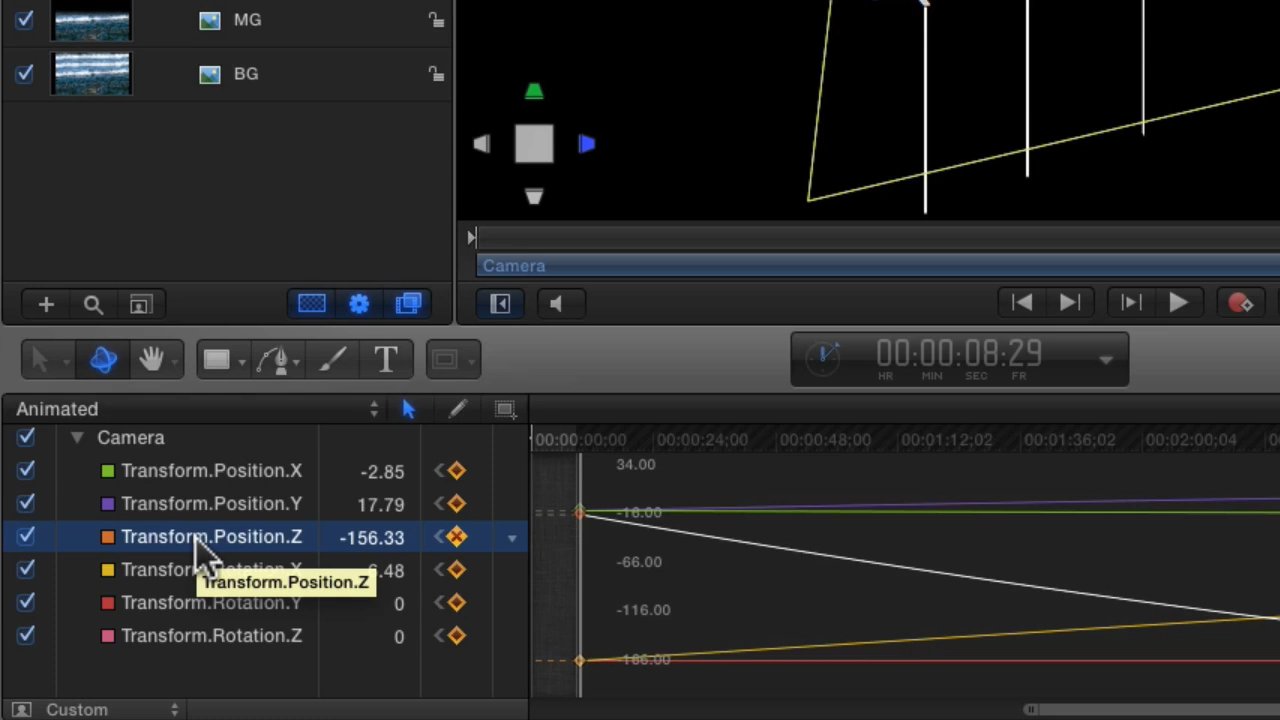 MG
BG
Camera
T
00:00:08:29
HR MIN SEC FR
Animated
00:00:00;00 00:00:24;00 00:00:48;00 00:01:12;02 00:01:36;02 00:02:00;04
Camera
Transform.Position.X -2.85
Transform.Position.Y 17.79
Transform.Position.Z -156.33
6.48
Transform.Position.Z
Transform.Rotation.Y 0
Transform.Rotation.Z 0
34.00
-16.00
-66.00
-116.00
-166.00
Custom